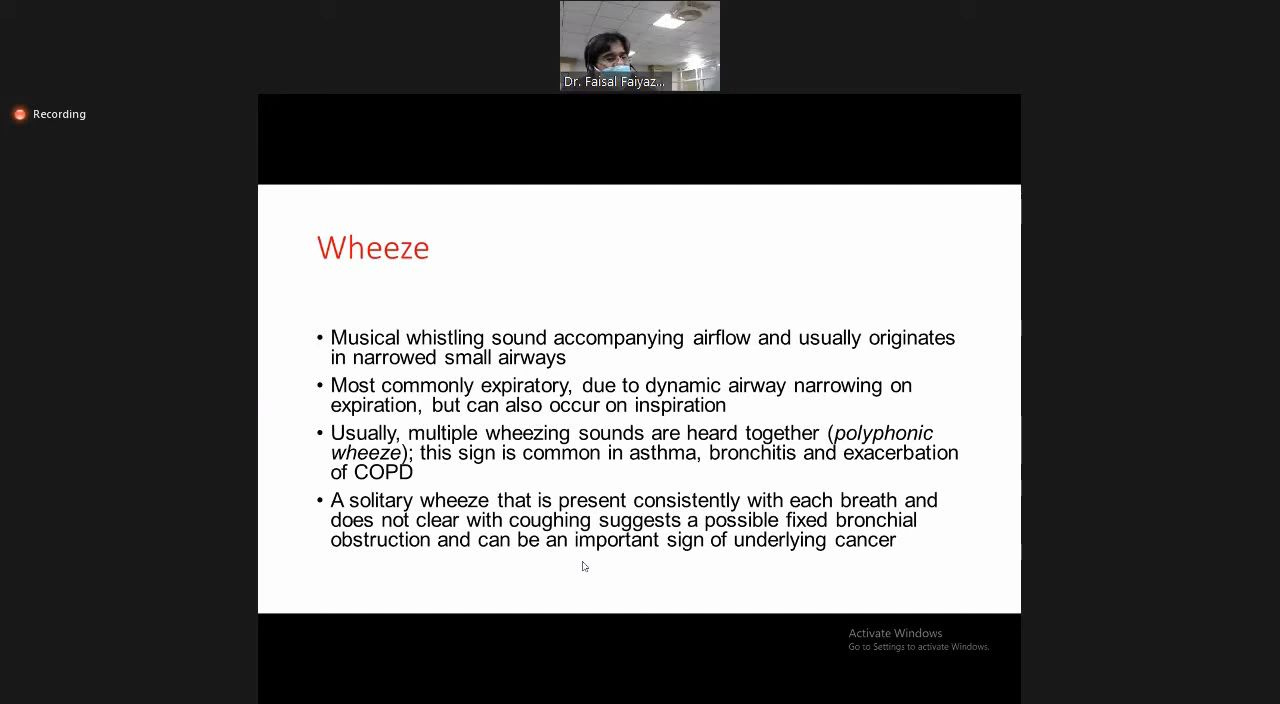 Dr. Faisal Faiyaz...
Recording
Wheeze
• Musical whistling sound accompanying airflow and usually originates
in narrowed small airways
• Most commonly expiratory, due to dynamic airway narrowing on
expiration, but can also occur on inspiration
• Usually, multiple wheezing sounds are heard together (polyphonic
wheeze); this sign is common in asthma, bronchitis and exacerbation
of COPD
• A solitary wheeze that is present consistently with each breath and
does not clear with coughing suggests a possible fixed bronchial
obstruction and can be an important sign of underlying cancer
Activate Windows
Go to Settings to activate Windows.